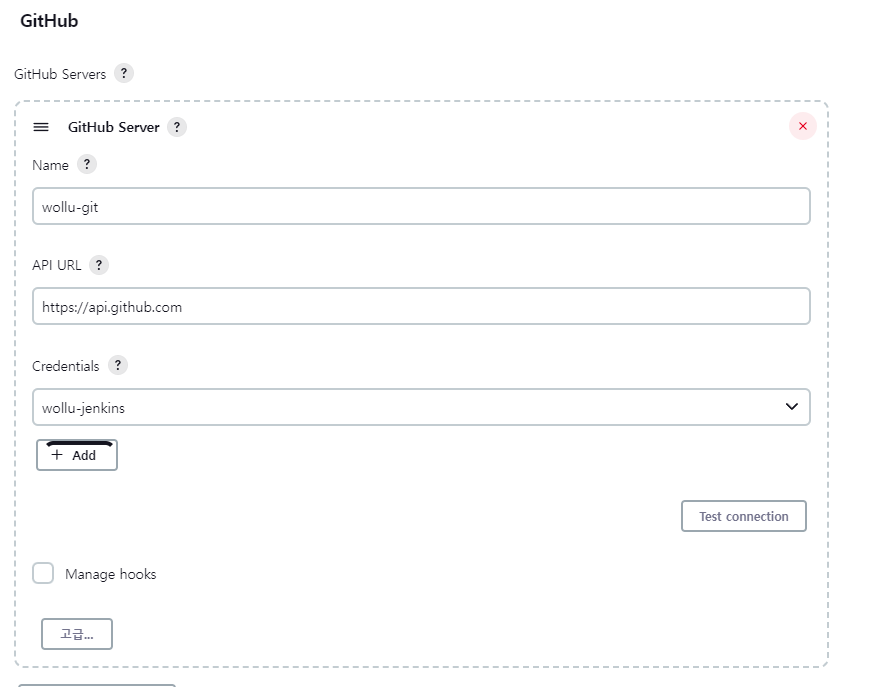 GitHub
GitHub Servers ?
GitHub Server ?
Name ?
wollu-git
API URL ?
https://api.github.com
Credentials ?
wollu-jenkins
+ Add
Test connection
Manage hooks
고급...